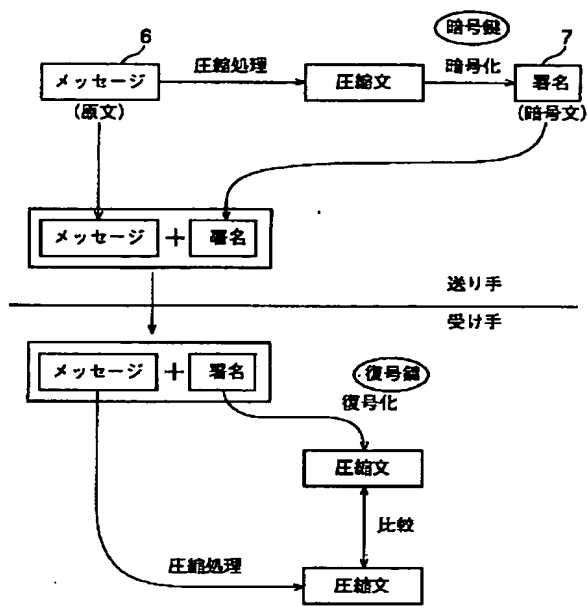 6
暗号鍵
7
メッセージ
圧縮処理
圧縮文
暗号化
署名
(原文)
(暗号文)
メッセージ + 署名
送り手
受け手
メッセージ + 署名
復号鍵
復号化
圧縮文
比較
圧縮処理
圧縮文